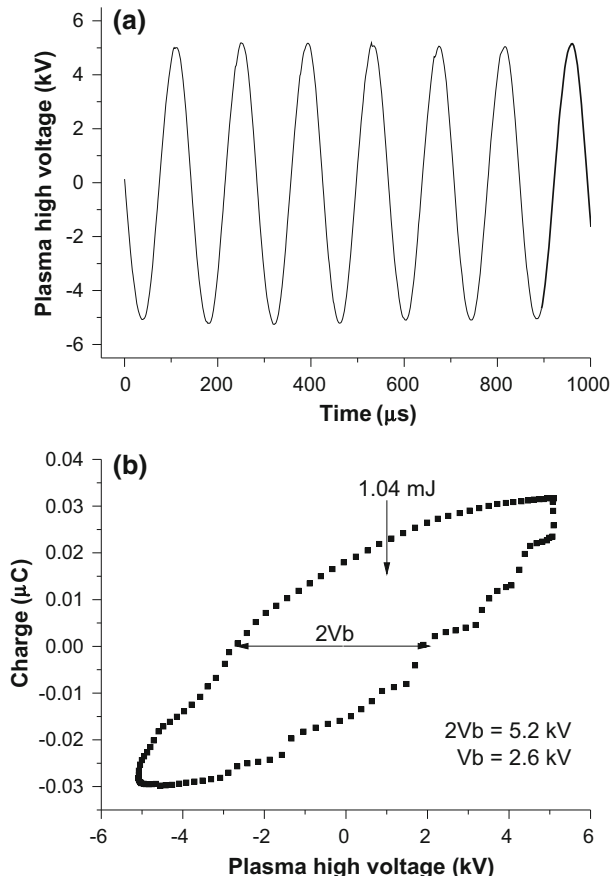 (a)
Plasma high voltage (kV)
6
4
2
0
-2
-4
-6
0 200 400 600 800 1000
Time (μs)
(b)
Charge (μC)
0.04
0.03
0.02
0.01
0.00
-0.01
-0.02
-0.03
1.04 mJ
2Vb
2Vb = 5.2 kV
Vb = 2.6 kV
-6 -4 -2 0 2 4 6
Plasma high voltage (kV)